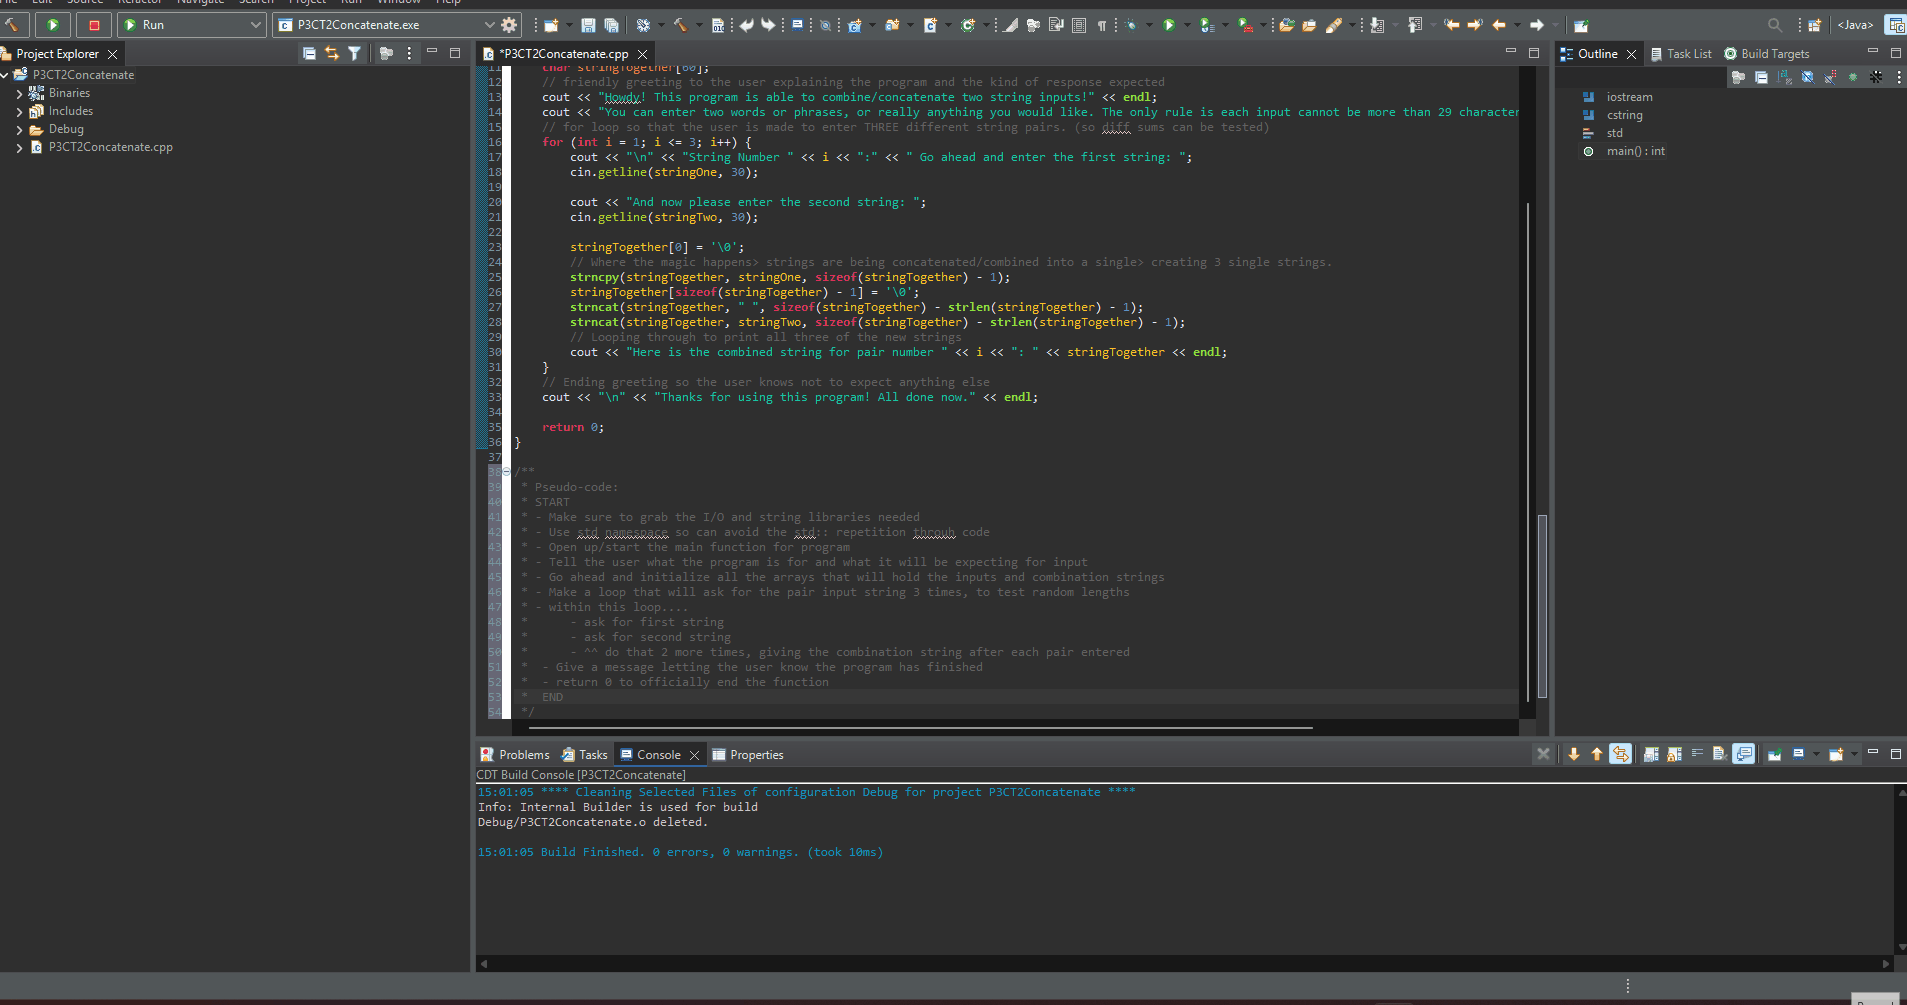 File Edit Source Refactor Navigate Search Project Run Window Help
Run P3CT2Concatenate.exe <Java>
Project Explorer
P3CT2Concatenate
Binaries
Includes
Debug
P3CT2Concatenate.cpp
*P3CT2Concatenate.cpp
11 char stringTogether[60];
12 // friendly greeting to the user explaining the program and the kind of response expected
13 cout << "Howdy! This program is able to combine/concatenate two string inputs!" << endl;
14 cout << "You can enter two words or phrases, or really anything you would like. The only rule is each input cannot be more than 29 character
15 // for loop so that the user is made to enter THREE different string pairs. (so diff sums can be tested)
16 for (int i = 1; i <= 3; i++) {
17 cout << "\n" << "String Number " << i << ":" << " Go ahead and enter the first string: ";
18 cin.getline(stringOne, 30);
19
20 cout << "And now please enter the second string: ";
21 cin.getline(stringTwo, 30);
22
23 stringTogether[0] = '\0';
24 // Where the magic happens> strings are being concatenated/combined into a single> creating 3 single strings.
25 strncpy(stringTogether, stringOne, sizeof(stringTogether) - 1);
26 stringTogether[sizeof(stringTogether) - 1] = '\0';
27 strncat(stringTogether, " ", sizeof(stringTogether) - strlen(stringTogether) - 1);
28 strncat(stringTogether, stringTwo, sizeof(stringTogether) - strlen(stringTogether) - 1);
29 // Looping through to print all three of the new strings
30 cout << "Here is the combined string for pair number " << i << ": " << stringTogether << endl;
31 }
32 // Ending greeting so the user knows not to expect anything else
33 cout << "\n" << "Thanks for using this program! All done now." << endl;
34
35 return 0;
36 }
37
38 /**
39 * Pseudo-code:
40 * START
41 * - Make sure to grab the I/O and string libraries needed
42 * - Use std namespace so can avoid the std:: repetition throuh code
43 * - Open up/start the main function for program
44 * - Tell the user what the program is for and what it will be expecting for input
45 * - Go ahead and initialize all the arrays that will hold the inputs and combination strings
46 * - Make a loop that will ask for the pair input string 3 times, to test random lengths
47 * - within this loop....
48 * - ask for first string
49 * - ask for second string
50 * - ^^ do that 2 more times, giving the combination string after each pair entered
51 * - Give a message letting the user know the program has finished
52 * - return 0 to officially end the function
53 * END
54 */
Outline Task List Build Targets
iostream
cstring
std
main() : int
Problems Tasks Console Properties
CDT Build Console [P3CT2Concatenate]
15:01:05 **** Cleaning Selected Files of configuration Debug for project P3CT2Concatenate ****
Info: Internal Builder is used for build
Debug/P3CT2Concatenate.o deleted.
15:01:05 Build Finished. 0 errors, 0 warnings. (took 10ms)